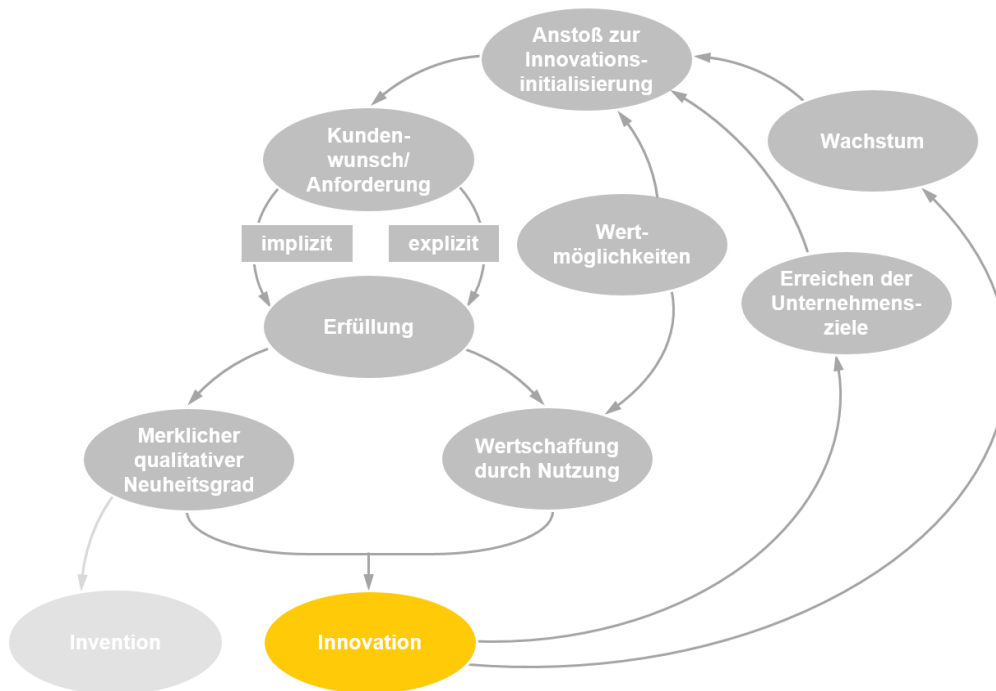 Anstoß zur
Innovations-
initialisierung
Wachstum
Kunden-
wunsch/
Anforderung
Wert-
möglichkeiten
implizit
explizit
Erreichen der
Unternehmens-
ziele
Erfüllung
Merklicher
qualitativer
Neuheitsgrad
Wertschaffung
durch Nutzung
Invention
Innovation